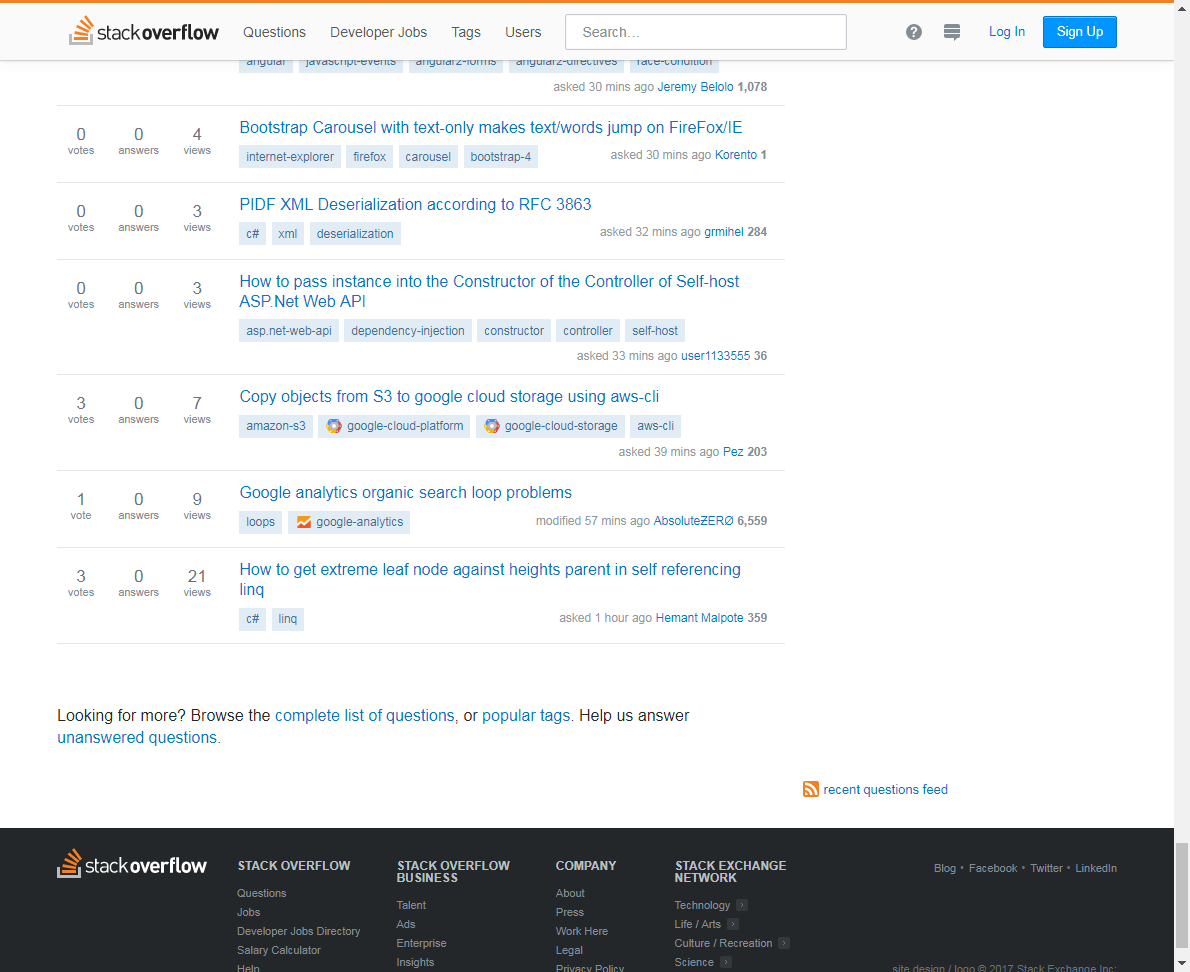 stackoverflow Questions Developer Jobs Tags Users Search... Log In Sign Up
angular javascript-events angular2-forms angular2-directives race-condition
asked 30 mins ago Jeremy Belolo 1,078
0 votes 0 answers 4 views
Bootstrap Carousel with text-only makes text/words jump on FireFox/IE
internet-explorer firefox carousel bootstrap-4
asked 30 mins ago Korento 1
0 votes 0 answers 3 views
PIDF XML Deserialization according to RFC 3863
c# xml deserialization
asked 32 mins ago grmihel 284
0 votes 0 answers 3 views
How to pass instance into the Constructor of the Controller of Self-host
ASP.Net Web API
asp.net-web-api dependency-injection constructor controller self-host
asked 33 mins ago user1133555 36
3 votes 0 answers 7 views
Copy objects from S3 to google cloud storage using aws-cli
amazon-s3 google-cloud-platform google-cloud-storage aws-cli
asked 39 mins ago Pez 203
1 vote 0 answers 9 views
Google analytics organic search loop problems
loops google-analytics
modified 57 mins ago AbsoluteƵERØ 6,559
3 votes 0 answers 21 views
How to get extreme leaf node against heights parent in self referencing
linq
c# linq
asked 1 hour ago Hemant Malpote 359
Looking for more? Browse the complete list of questions, or popular tags. Help us answer
unanswered questions.
recent questions feed
stackoverflow
STACK OVERFLOW
Questions
Jobs
Developer Jobs Directory
Salary Calculator
Help
STACK OVERFLOW
BUSINESS
Talent
Ads
Enterprise
Insights
COMPANY
About
Press
Work Here
Legal
Privacy Policy
STACK EXCHANGE
NETWORK
Technology
Life / Arts
Culture / Recreation
Science
Blog • Facebook • Twitter • LinkedIn
site design / logo © 2017 Stack Exchange Inc;